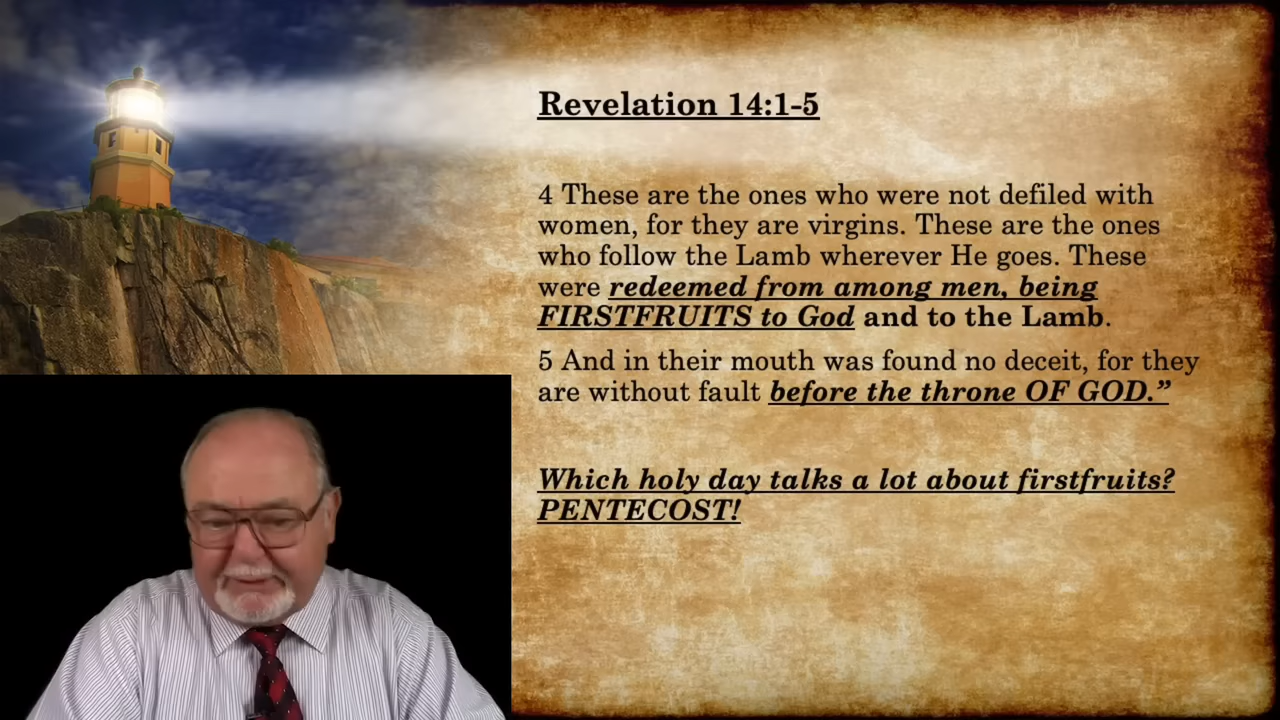 Revelation 14:1-5
4 These are the ones who were not defiled with
women, for they are virgins. These are the ones
who follow the Lamb wherever He goes. These
were redeemed from among men, being
FIRSTFRUITS to God and to the Lamb.
5 And in their mouth was found no deceit, for they
are without fault before the throne OF GOD.”
Which holy day talks a lot about firstfruits?
PENTECOST!